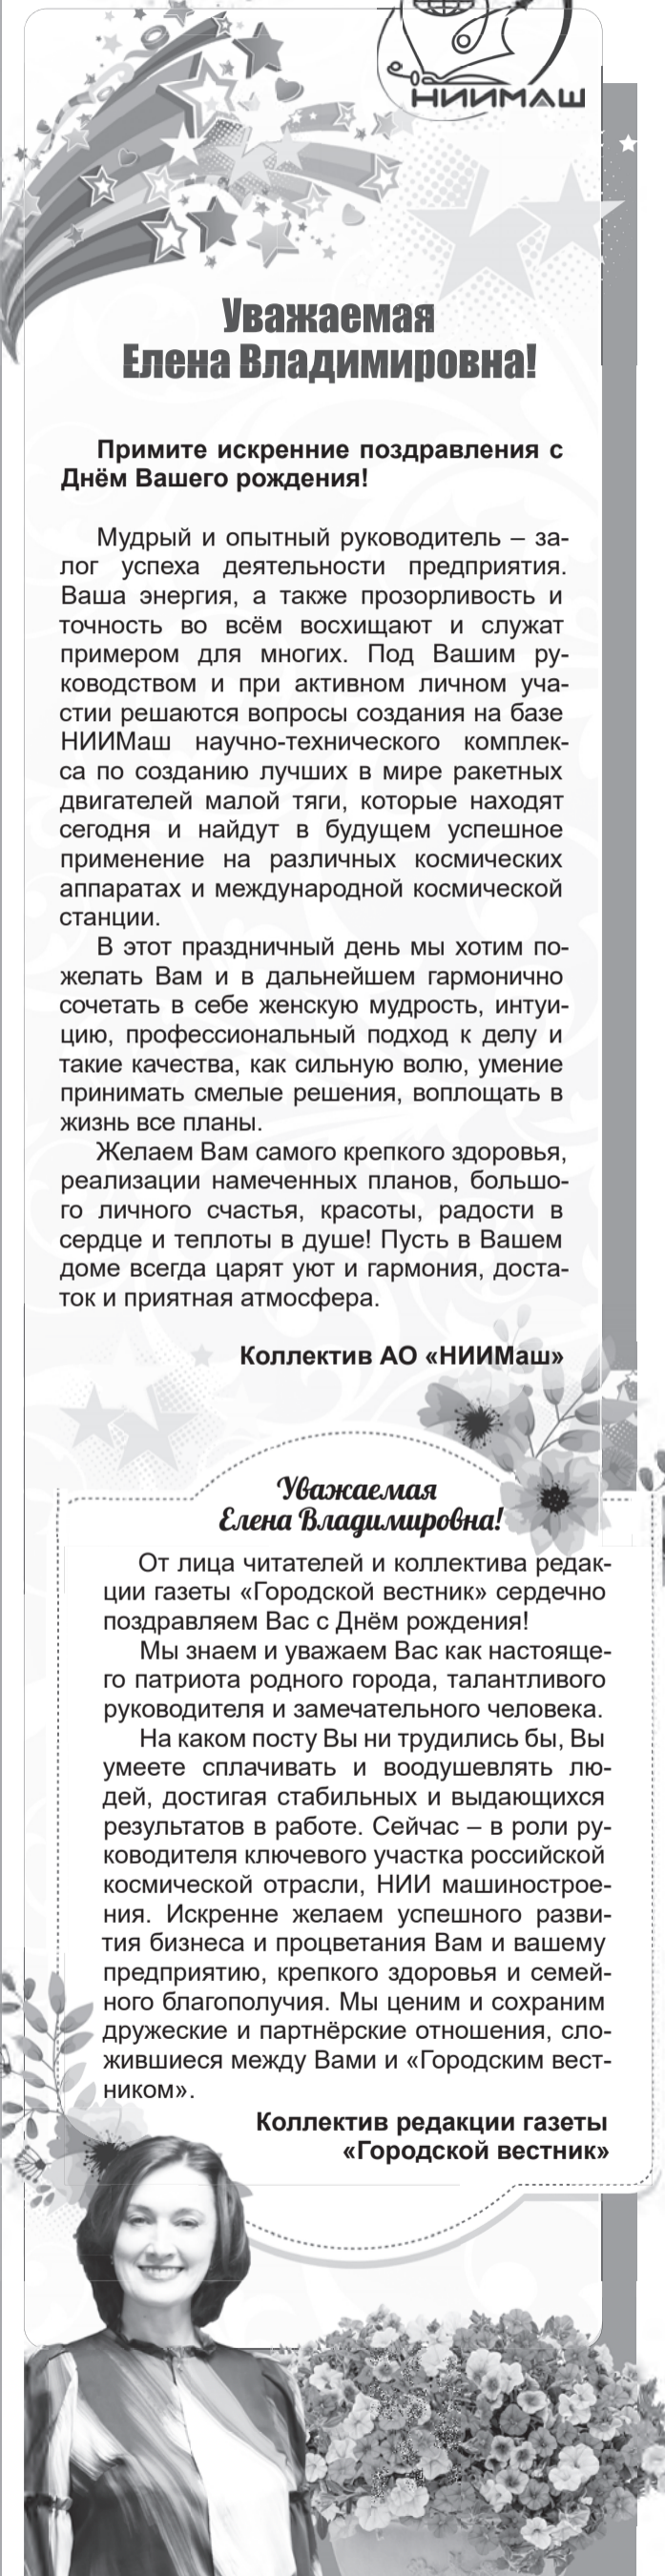 НИИМАШ
Уважаемая
Елена Владимировна!
Примите искренние поздравления с
Днём Вашего рождения!
Мудрый и опытный руководитель – за-
лог успеха деятельности предприятия.
Ваша энергия, а также прозорливость и
точность во всём восхищают и служат
примером для многих. Под Вашим ру-
ководством и при активном личном уча-
стии решаются вопросы создания на базе
НИИМаш научно-технического комплек-
са по созданию лучших в мире ракетных
двигателей малой тяги, которые находят
сегодня и найдут в будущем успешное
применение на различных космических
аппаратах и международной космической
станции.
В этот праздничный день мы хотим по-
желать Вам и в дальнейшем гармонично
сочетать в себе женскую мудрость, интуи-
цию, профессиональный подход к делу и
такие качества, как сильную волю, умение
принимать смелые решения, воплощать в
жизнь все планы.
Желаем Вам самого крепкого здоровья,
реализации намеченных планов, большо-
го личного счастья, красоты, радости в
сердце и теплоты в душе! Пусть в Вашем
доме всегда царят уют и гармония, доста-
ток и приятная атмосфера.
Коллектив АО «НИИМаш»
Уважаемая
Елена Владимировна!
От лица читателей и коллектива редак-
ции газеты «Городской вестник» сердечно
поздравляем Вас с Днём рождения!
Мы знаем и уважаем Вас как настояще-
го патриота родного города, талантливого
руководителя и замечательного человека.
На каком посту Вы ни трудились бы, Вы
умеете сплачивать и воодушевлять лю-
дей, достигая стабильных и выдающихся
результатов в работе. Сейчас – в роли ру-
ководителя ключевого участка российской
космической отрасли, НИИ машинострое-
ния. Искренне желаем успешного разви-
тия бизнеса и процветания Вам и вашему
предприятию, крепкого здоровья и семей-
ного благополучия. Мы ценим и сохраним
дружеские и партнёрские отношения, сло-
жившиеся между Вами и «Городским вест-
ником».
Коллектив редакции газеты
«Городской вестник»